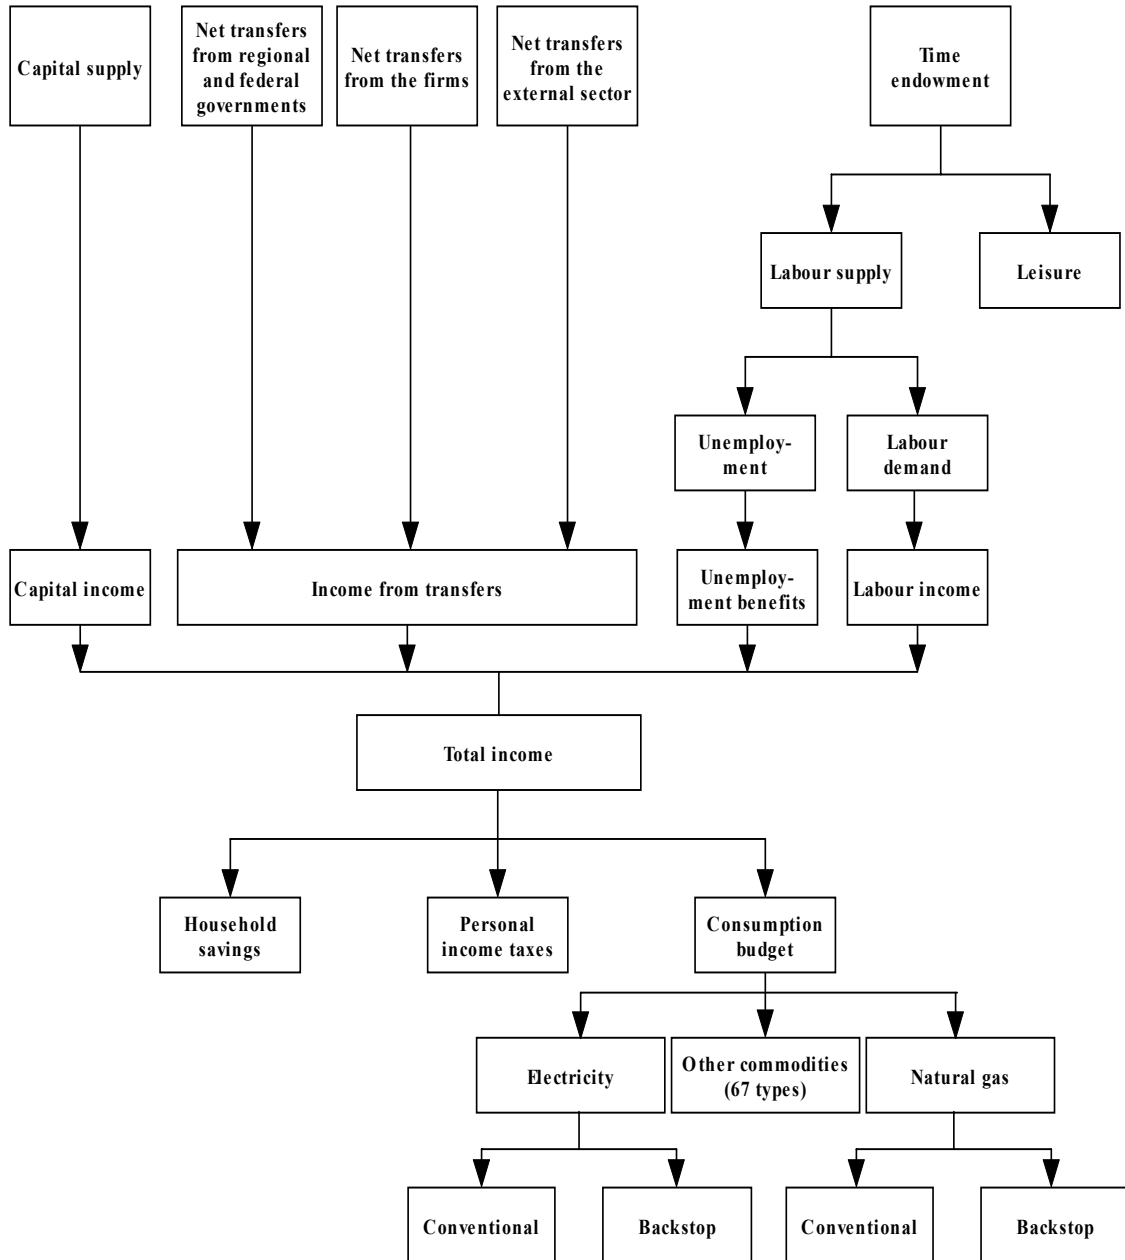 Capital supply
Net transfers
from regional
and federal
governments
Net transfers
from the firms
Net transfers
from the
external sector
Time
endowment
Labour supply
Leisure
Unemploy-
ment
Labour
demand
Capital income
Income from transfers
Unemploy-
ment benefits
Labour income
Total income
Household
savings
Personal
income taxes
Consumption
budget
Electricity
Other commodities
(67 types)
Natural gas
Conventional
Backstop
Conventional
Backstop